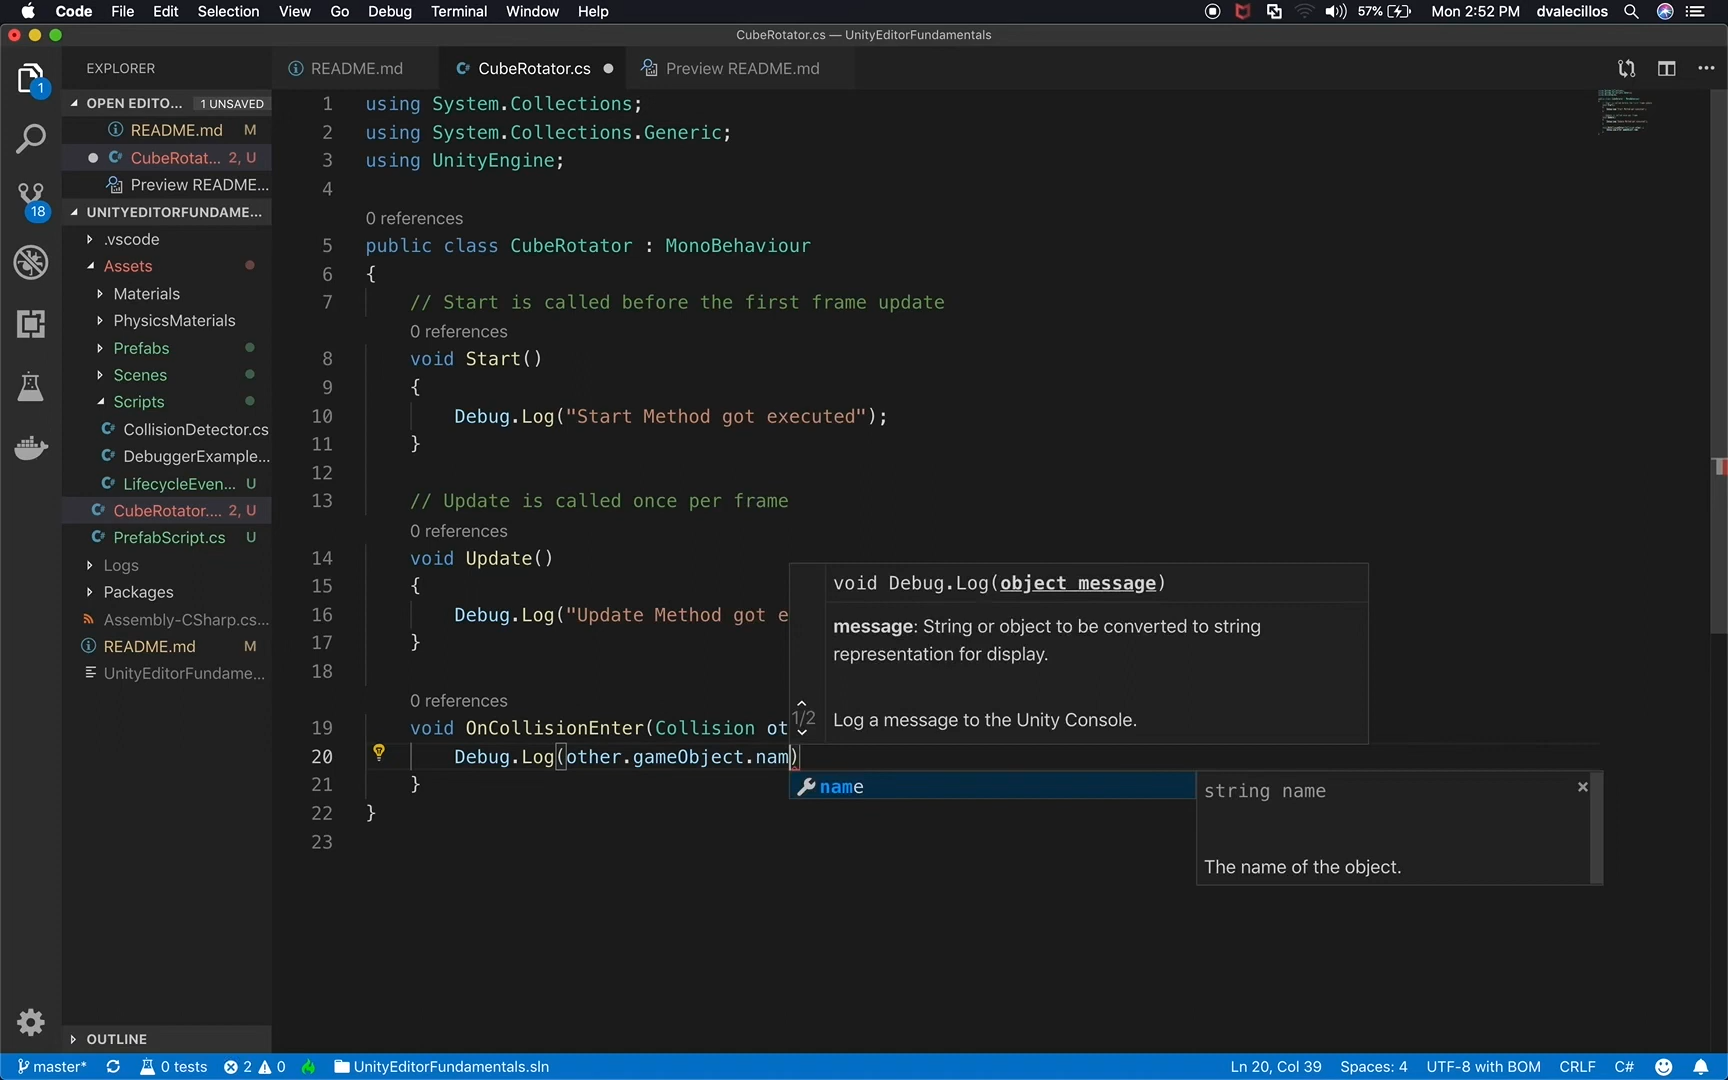 Code File Edit Selection View Go Debug Terminal Window Help 57% Mon 2:52 PM dvalecillos
CubeRotator.cs — UnityEditorFundamentals
EXPLORER
README.md CubeRotator.cs Preview README.md
OPEN EDITO... 1 UNSAVED
README.md M
CubeRotat... 2, U
Preview README...
UNITYEDITORFUNDAME...
.vscode
Assets
Materials
PhysicsMaterials
Prefabs
Scenes
Scripts
CollisionDetector.cs
DebuggerExample...
LifecycleEven... U
CubeRotator.... 2, U
PrefabScript.cs U
Logs
Packages
Assembly-CSharp.cs...
README.md M
UnityEditorFundame...
OUTLINE
1
18
1 using System.Collections;
2 using System.Collections.Generic;
3 using UnityEngine;
4
0 references
5 public class CubeRotator : MonoBehaviour
6 {
7 // Start is called before the first frame update
0 references
8 void Start()
9 {
10 Debug.Log("Start Method got executed");
11 }
12
13 // Update is called once per frame
0 references
14 void Update()
15 {
16 Debug.Log("Update Method got e
17 }
18
0 references
19 void OnCollisionEnter(Collision ot
20 Debug.Log(other.gameObject.nam)
21 }
22 }
23
void Debug.Log(object message)
message: String or object to be converted to string
representation for display.
1/2
Log a message to the Unity Console.
name
string name
The name of the object.
master* 0 tests 2 0 UnityEditorFundamentals.sln Ln 20, Col 39 Spaces: 4 UTF-8 with BOM CRLF C#